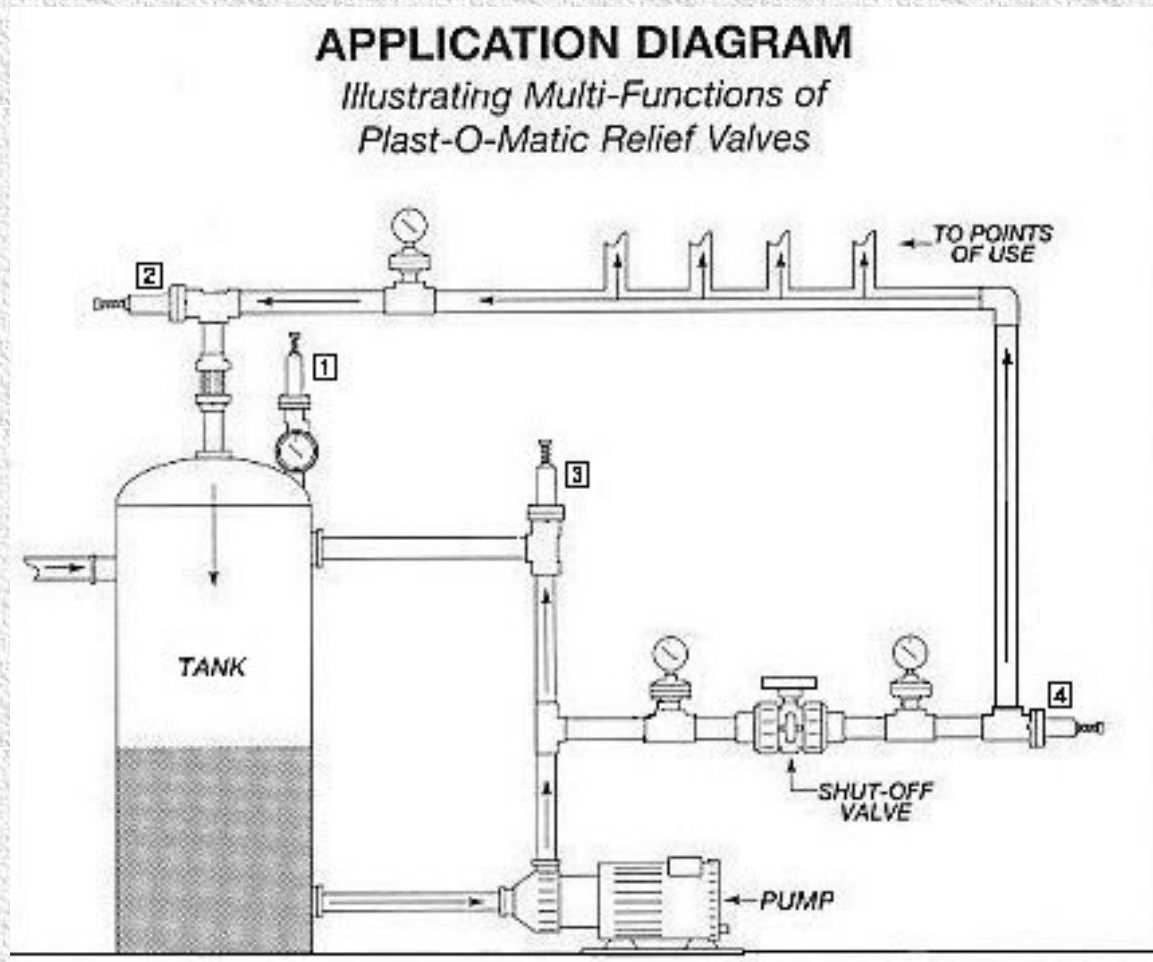 APPLICATION DIAGRAM
Illustrating Multi-Functions of
Plast-O-Matic Relief Valves
TO POINTS
OF USE
2
1
3
TANK
4
SHUT-OFF
VALVE
PUMP